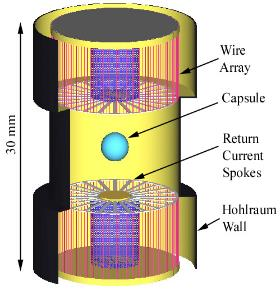 Wire
Array
Capsule
30 mm
Return
Current
Spokes
Hohlraum
Wall